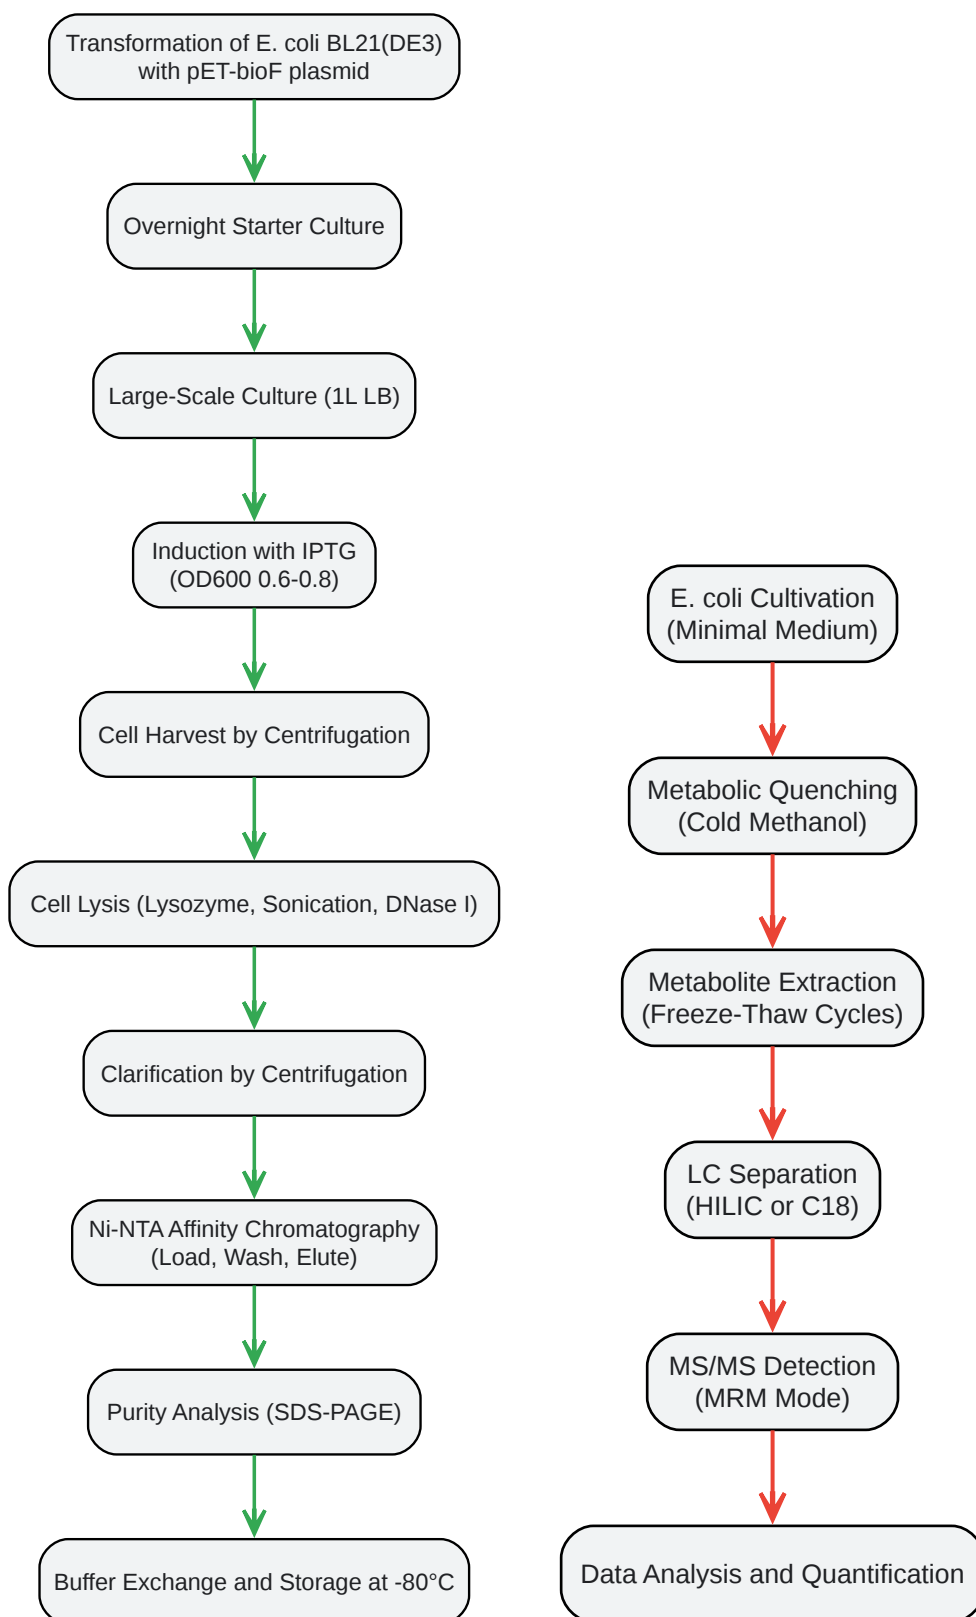 Transformation of E. coli BL21(DE3)
with pET-bioF plasmid
Overnight Starter Culture
Large-Scale Culture (1L LB)
Induction with IPTG
(OD600 0.6-0.8)
Cell Harvest by Centrifugation
Cell Lysis (Lysozyme, Sonication, DNase I)
Clarification by Centrifugation
Ni-NTA Affinity Chromatography
(Load, Wash, Elute)
Purity Analysis (SDS-PAGE)
Buffer Exchange and Storage at -80°C
E. coli Cultivation
(Minimal Medium)
Metabolic Quenching
(Cold Methanol)
Metabolite Extraction
(Freeze-Thaw Cycles)
LC Separation
(HILIC or C18)
MS/MS Detection
(MRM Mode)
Data Analysis and Quantification